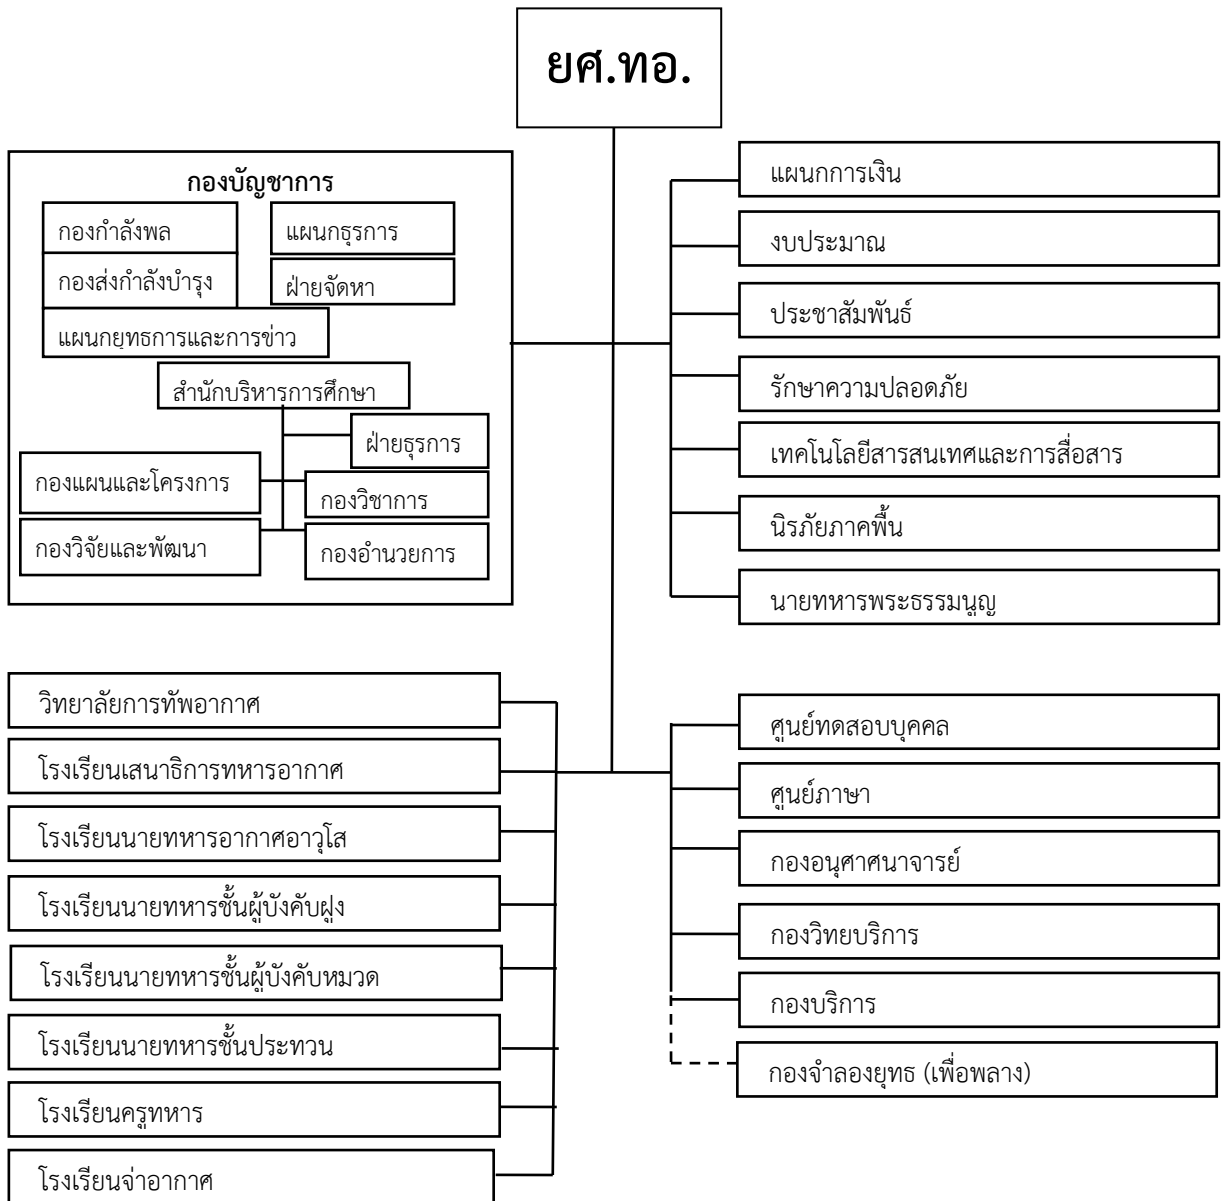 ยศ.ทอ.
กองบัญชาการ
กองกำลังพล
แผนกธุรการ
กองส่งกำลังบำรุง
ฝ่ายจัดหา
แผนกยุทธการและการข่าว
สำนักบริหารการศึกษา
ฝ่ายธุรการ
กองแผนและโครงการ
กองวิชาการ
กองวิจัยและพัฒนา
กองอำนวยการ
แผนกการเงิน
งบประมาณ
ประชาสัมพันธ์
รักษาความปลอดภัย
เทคโนโลยีสารสนเทศและการสื่อสาร
นิรภัยภาคพื้น
นายทหารพระธรรมนูญ
วิทยาลัยการทัพอากาศ
โรงเรียนเสนาธิการทหารอากาศ
โรงเรียนนายทหารอากาศอาวุโส
โรงเรียนนายทหารชั้นผู้บังคับฝูง
โรงเรียนนายทหารชั้นผู้บังคับหมวด
โรงเรียนนายทหารชั้นประทวน
โรงเรียนครูทหาร
โรงเรียนจ่าอากาศ
ศูนย์ทดสอบบุคคล
ศูนย์ภาษา
กองอนุศาศนาจารย์
กองวิทยบริการ
กองบริการ
กองจำลองยุทธ (เพื่อพลาง)